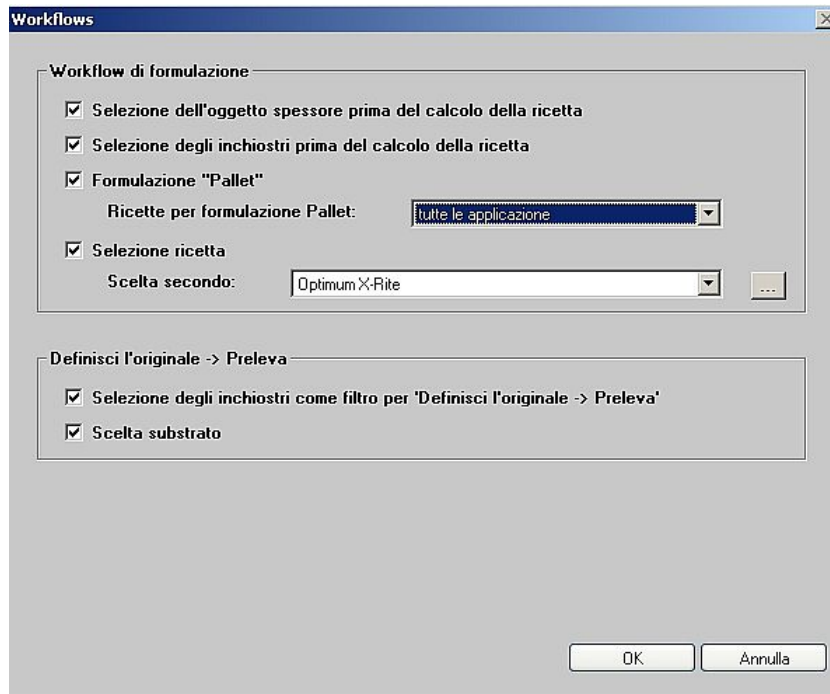 Workflows
Workflow di formulazione
Selezione dell'oggetto spessore prima del calcolo della ricetta
Selezione degli inchiostri prima del calcolo della ricetta
Formulazione "Pallet"
Ricette per formulazione Pallet: tutte le applicazione
Selezione ricetta
Scelta secondo: Optimum X-Rite ...
Definisci l'originale -> Preleva
Selezione degli inchiostri come filtro per 'Definisci l'originale -> Preleva'
Scelta substrato
OK Annulla